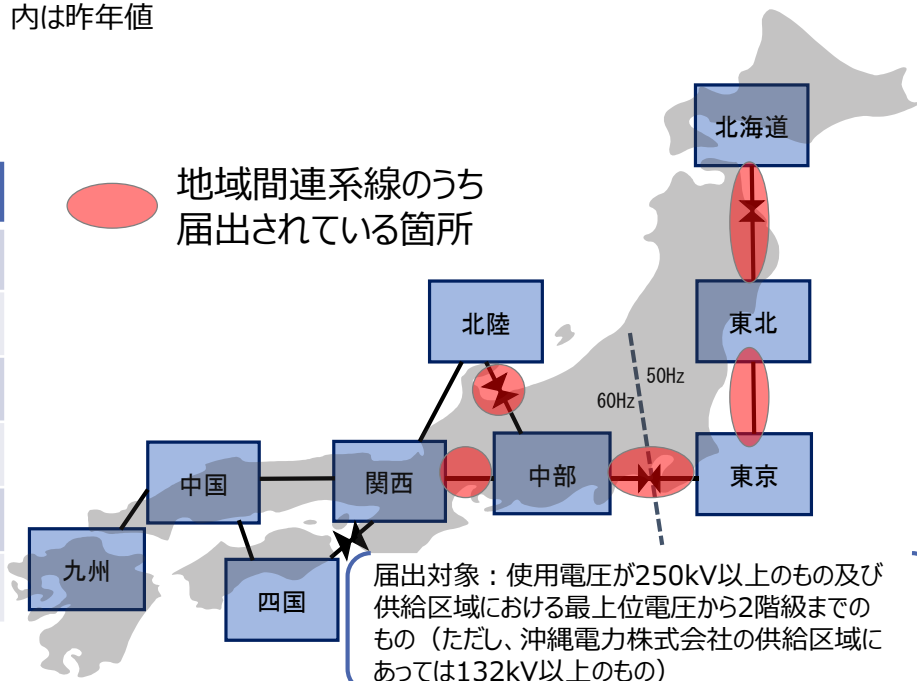 内は昨年値
地域間連系線のうち
届出されている箇所
北海道
北陸
東北
50Hz
60Hz
中国
関西
中部
東京
九州
四国
届出対象：使用電圧が250kV以上のもの及び
供給区域における最上位電圧から2階級までの
もの（ただし、沖縄電力株式会社の供給区域に
あっては132kV以上のもの）